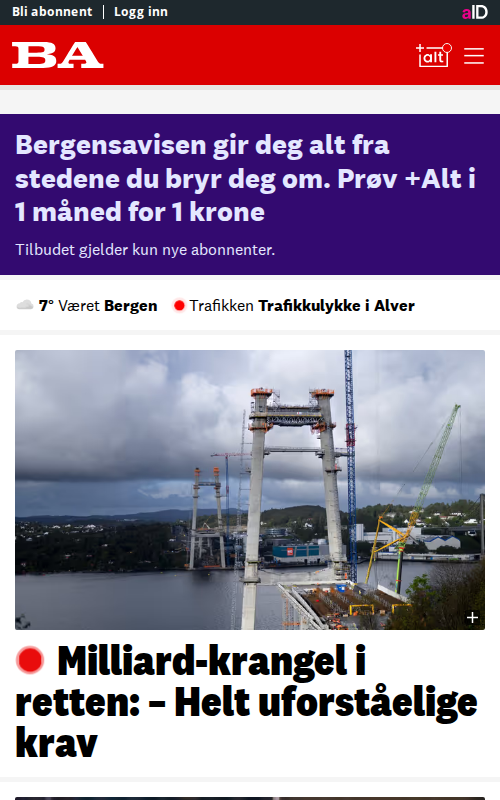 Bli abonnent | Logg inn
aID
BA
+alt
Bergensavisen gir deg alt fra
stedene du bryr deg om. Prøv +Alt i
1 måned for 1 krone
Tilbudet gjelder kun nye abonnenter.
7° Været Bergen Trafikken Trafikkulykke i Alver
Milliard-krangel i
retten: – Helt uforståelige
krav